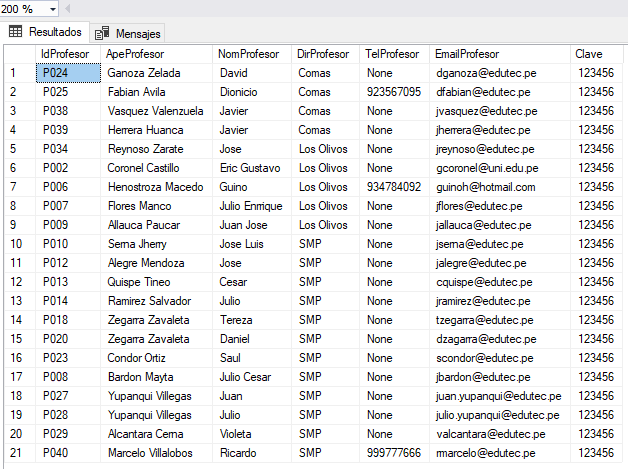 200 %
Resultados Mensajes
IdProfesor ApeProfesor NomProfesor DirProfesor TelProfesor EmailProfesor Clave
1 P024 Ganoza Zelada David Comas None dganoza@edutec.pe 123456
2 P025 Fabian Avila Dionicio Comas 923567095 dfabian@edutec.pe 123456
3 P038 Vasquez Valenzuela Javier Comas None jvasquez@edutec.pe 123456
4 P039 Herrera Huanca Javier Comas None jherrera@edutec.pe 123456
5 P034 Reynoso Zarate Jose Los Olivos None jreynoso@edutec.pe 123456
6 P002 Coronel Castillo Eric Gustavo Los Olivos None gcoronel@uni.edu.pe 123456
7 P006 Henostroza Macedo Guino Los Olivos 934784092 guinoh@hotmail.com 123456
8 P007 Flores Manco Julio Enrrique Los Olivos None jflores@edutec.pe 123456
9 P009 Allauca Paucar Juan Jose Los Olivos None jallauca@edutec.pe 123456
10 P010 Serna Jherry Jose Luis SMP None jserna@edutec.pe 123456
11 P012 Alegre Mendoza Jose SMP None jalegre@edutec.pe 123456
12 P013 Quispe Tineo Cesar SMP None cquispe@edutec.pe 123456
13 P014 Ramirez Salvador Julio SMP None jramirez@edutec.pe 123456
14 P018 Zegarra Zavaleta Tereza SMP None tzegarra@edutec.pe 123456
15 P020 Zegarra Zavaleta Daniel SMP None dzagarra@edutec.pe 123456
16 P023 Condor Ortiz Saul SMP None scondor@edutec.pe 123456
17 P008 Bardon Mayta Julio Cesar SMP None jbardon@edutec.pe 123456
18 P027 Yupanqui Villegas Juan SMP None juan.yupanqui@edutec.pe 123456
19 P028 Yupanqui Villegas Julio SMP None julio.yupanqui@edutec.pe 123456
20 P029 Alcantara Cerna Violeta SMP None valcantara@edutec.pe 123456
21 P040 Marcelo Villalobos Ricardo SMP 999777666 marcelo@edutec.pe 123456